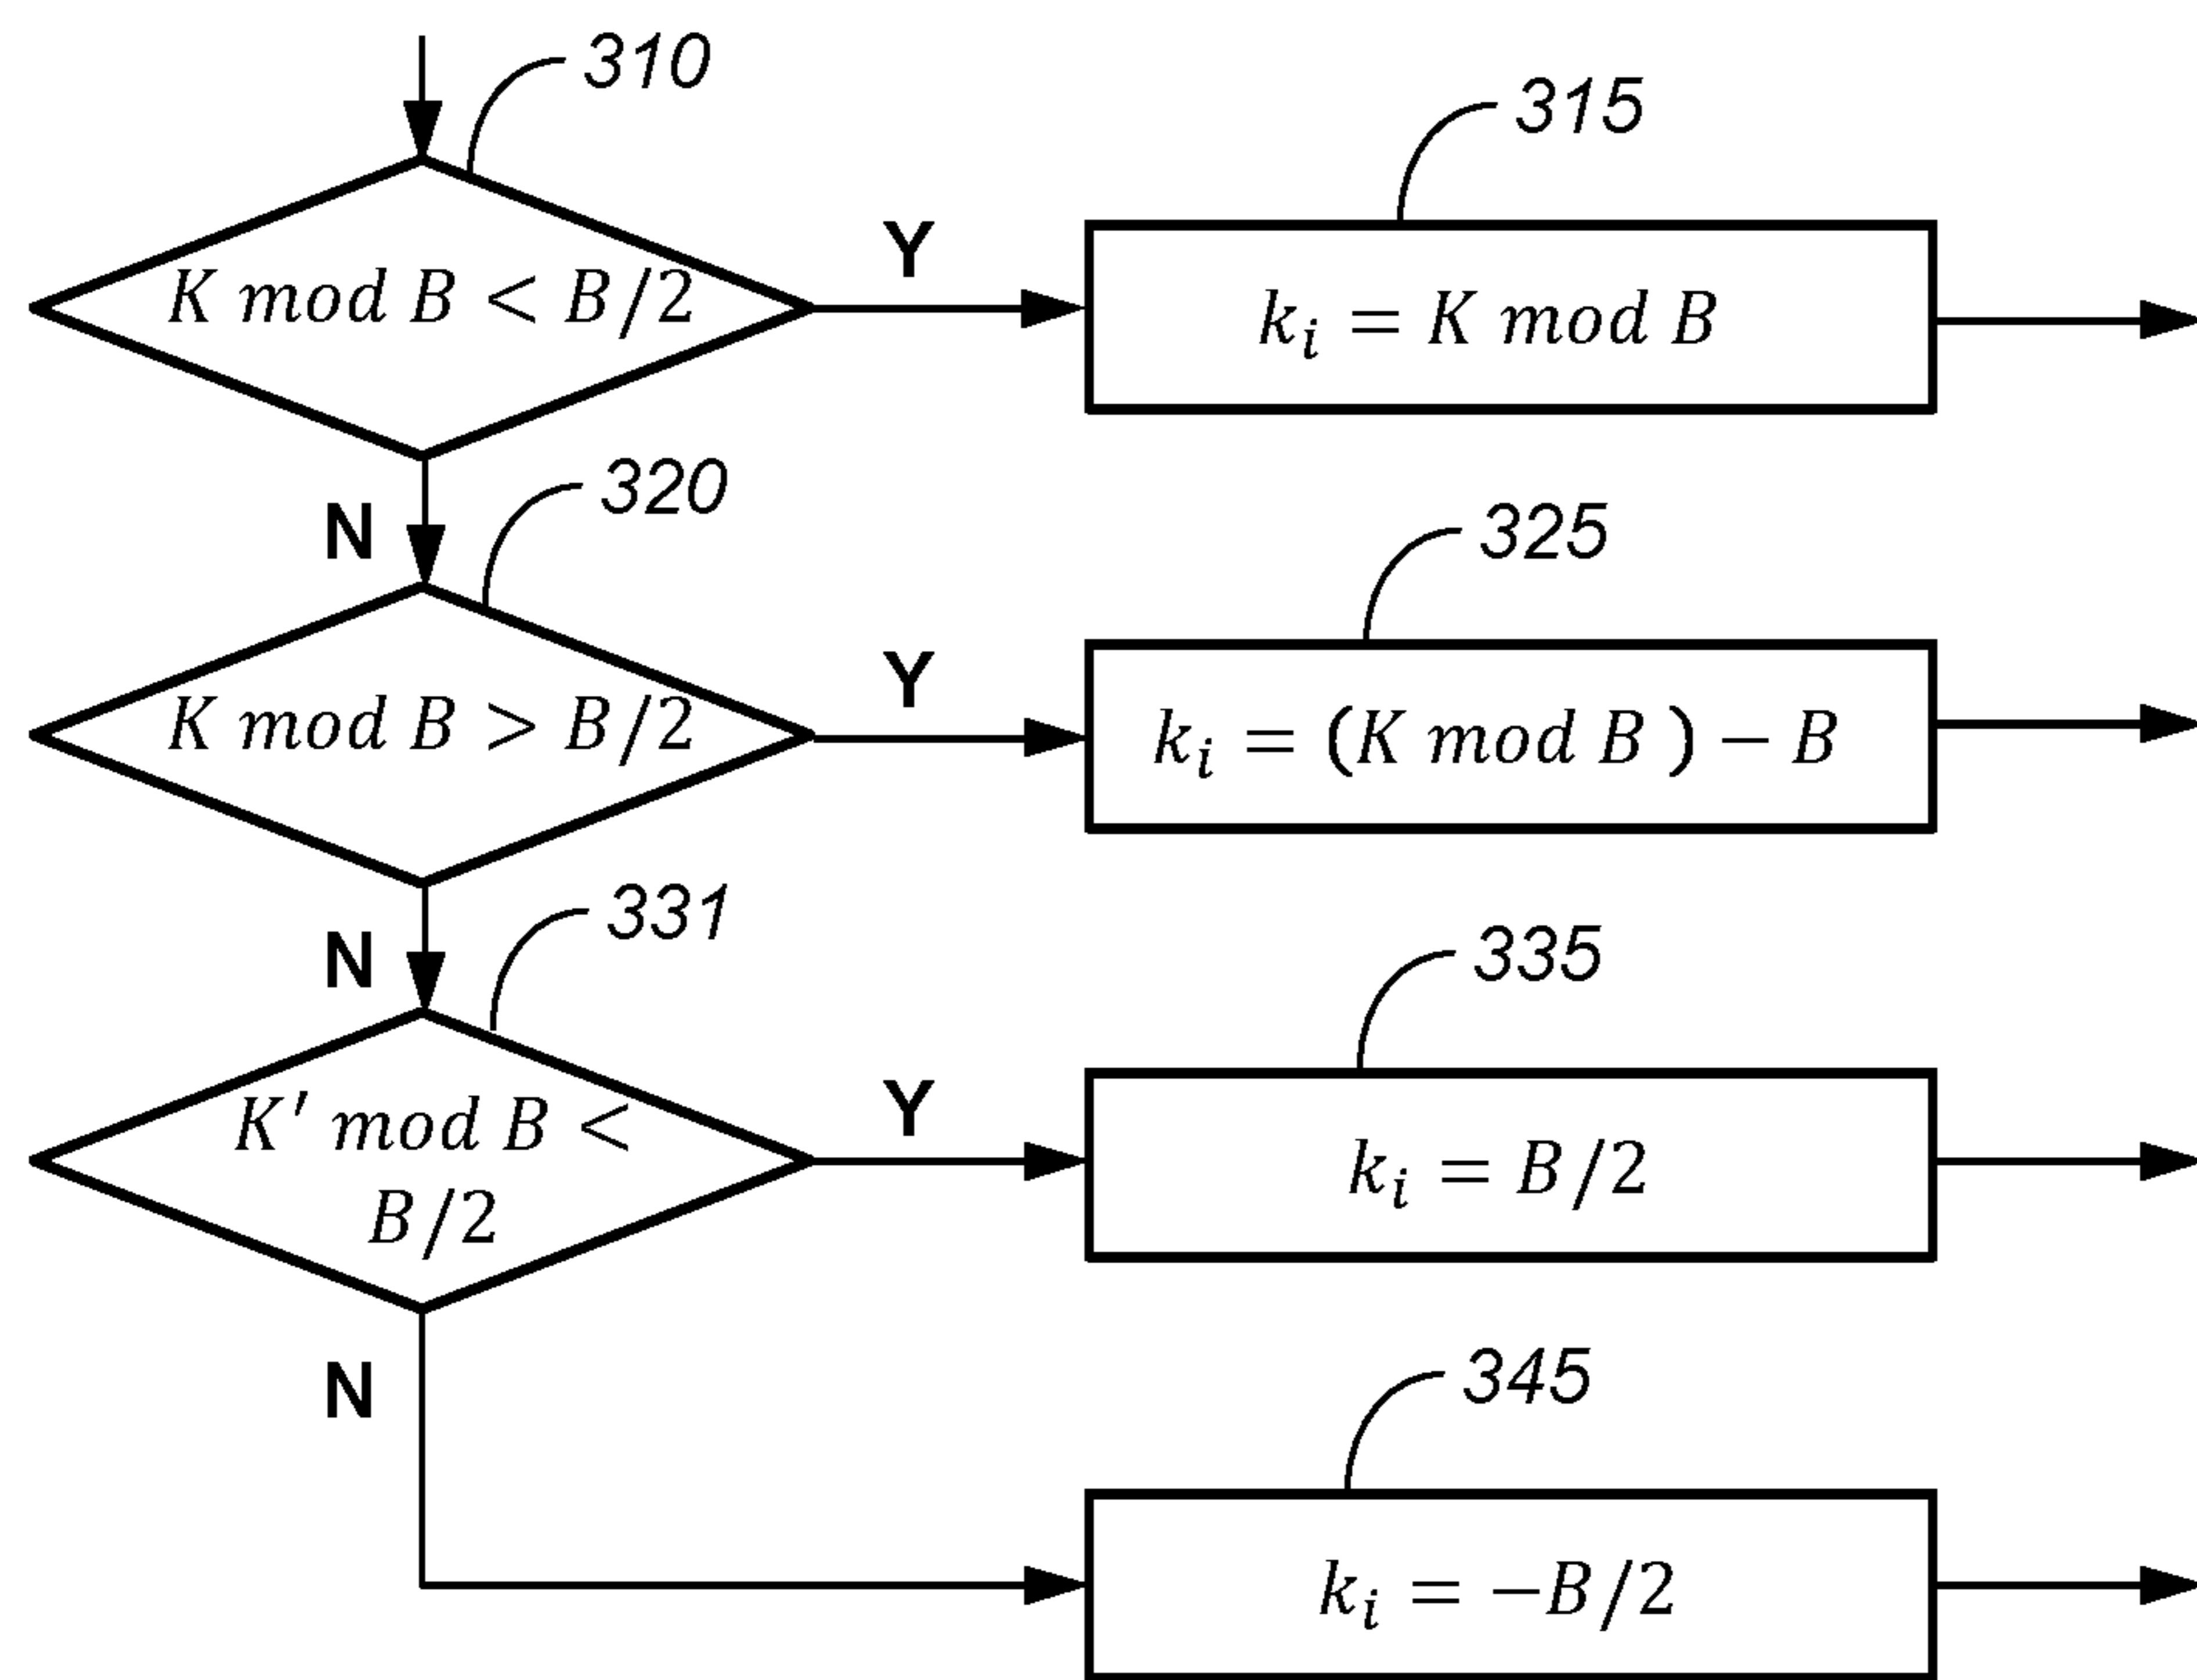 310
315
K mod B < B/2
Y
k_i = K mod B
N
320
325
K mod B > B/2
Y
k_i = (K mod B ) − B
N
331
335
K′ mod B <
B/2
Y
k_i = B/2
N
345
k_i = −B/2